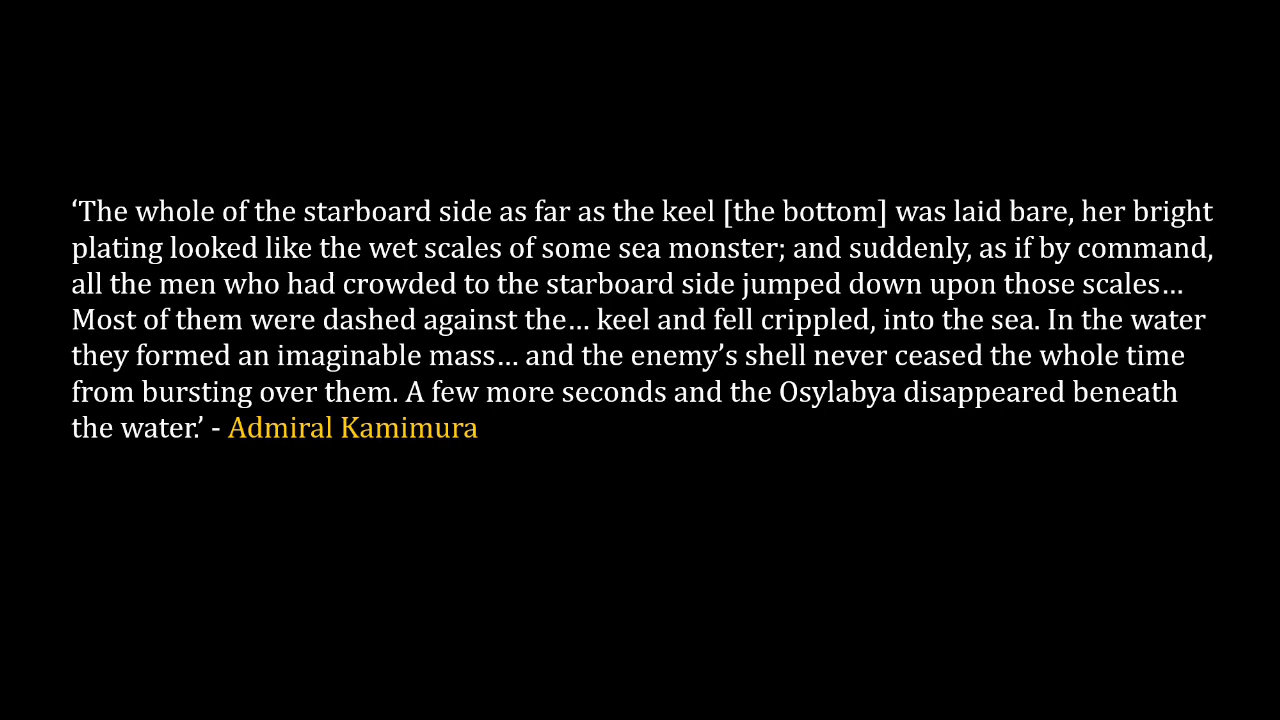 ‘The whole of the starboard side as far as the keel [the bottom] was laid bare, her bright
plating looked like the wet scales of some sea monster; and suddenly, as if by command,
all the men who had crowded to the starboard side jumped down upon those scales…
Most of them were dashed against the… keel and fell crippled, into the sea. In the water
they formed an imaginable mass… and the enemy’s shell never ceased the whole time
from bursting over them. A few more seconds and the Osylabya disappeared beneath
the water.’ - Admiral Kamimura